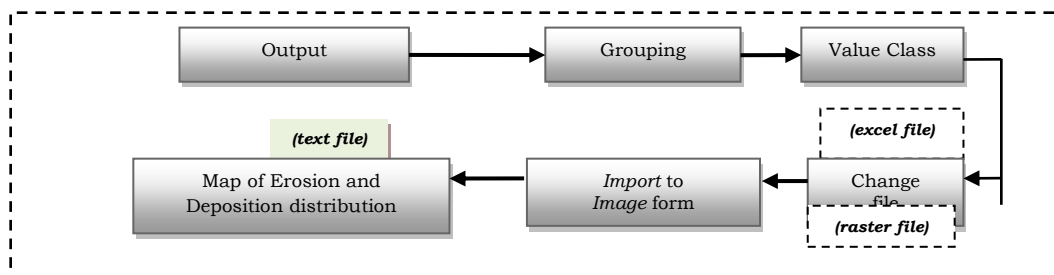 Output
Grouping
Value Class
(text file)
(excel file)
Map of Erosion and
Deposition distribution
Import to
Image form
Change
file
(raster file)